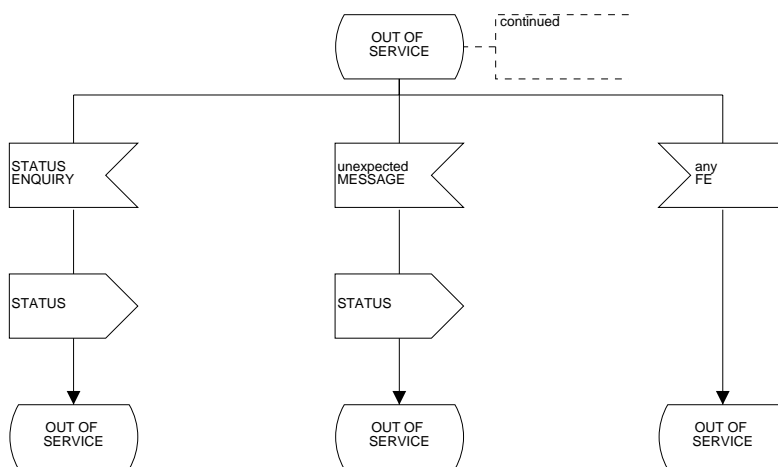 OUT OF
SERVICE
continued
STATUS
ENQUIRY
unexpected
MESSAGE
any
FE
STATUS
STATUS
OUT OF
SERVICE
OUT OF
SERVICE
OUT OF
SERVICE